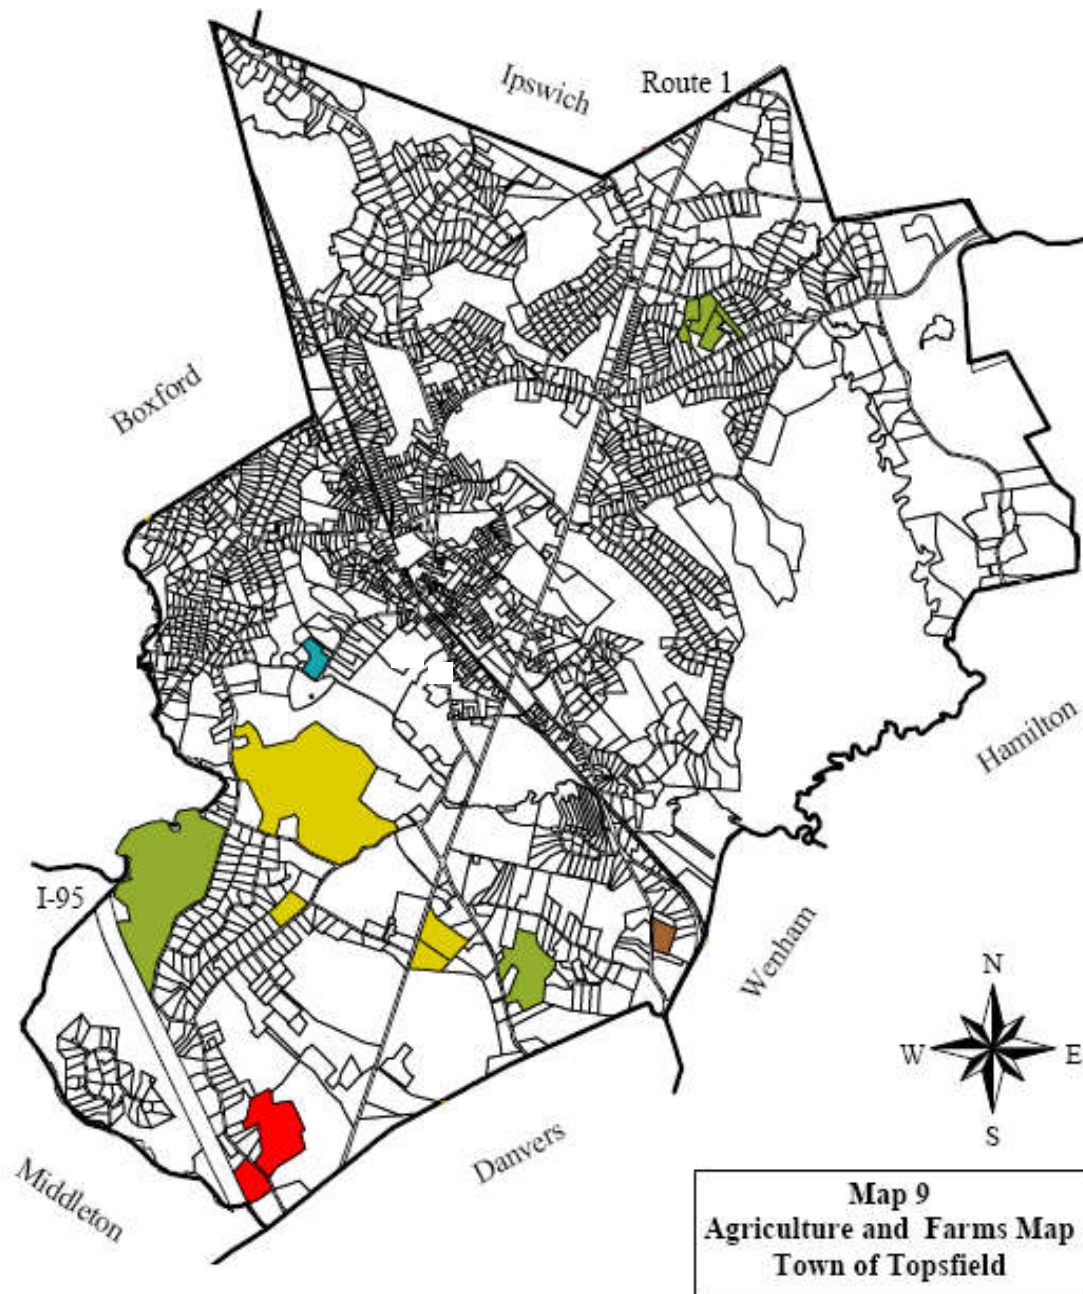 Ipswich
Route 1
Boxford
Hamilton
I-95
Wenham
N
W
E
S
Danvers
Middleton
Map 9
Agriculture and Farms Map
Town of Topsfield